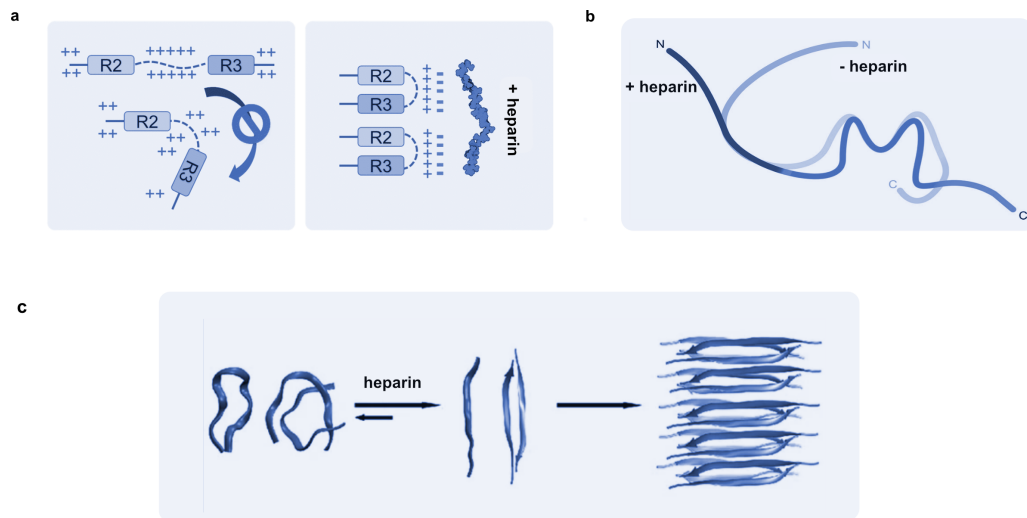 a
++ +++++ ++
R2 R3
++ +++++ ++
++ ++
R2 ++
++ ++
++ R3
++
R2
R3
R2
R3
+ + + + + +
- - - - - -
+ + + + + +
- - - - - -
+ heparin
b
N N
- heparin
+ heparin
C
C
c
heparin